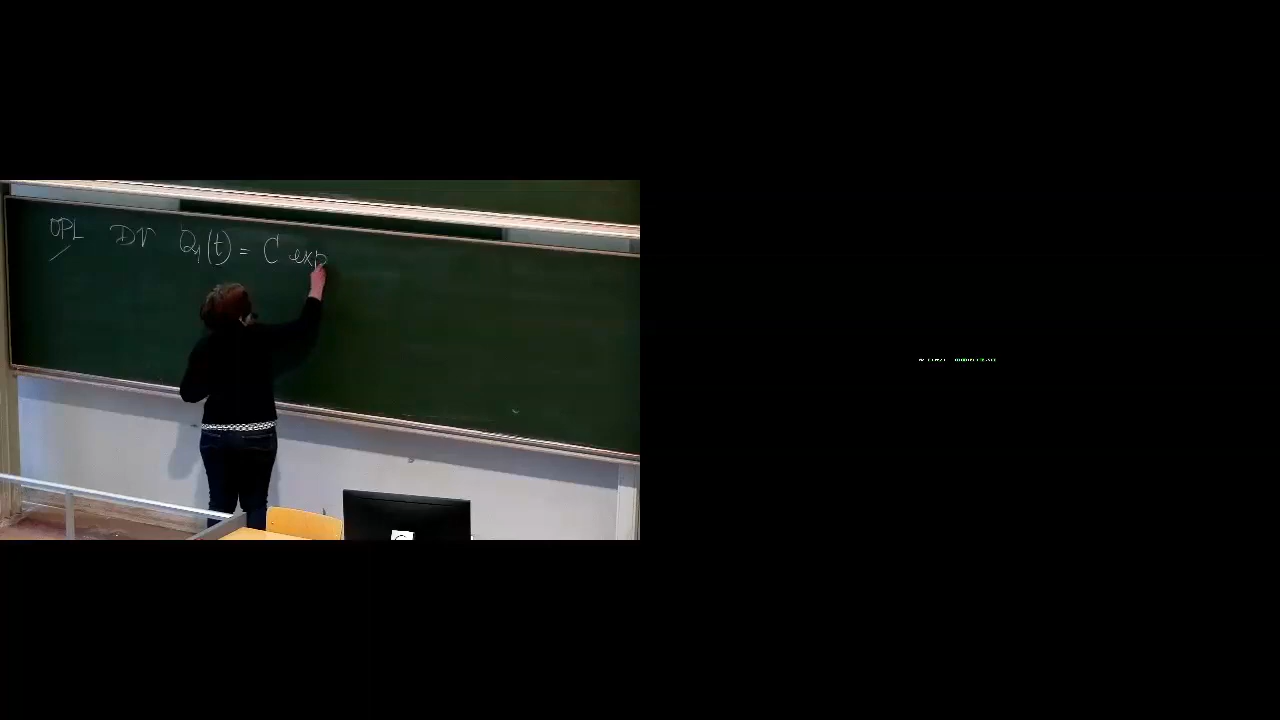 OPL DV Q₁(t) = C exp